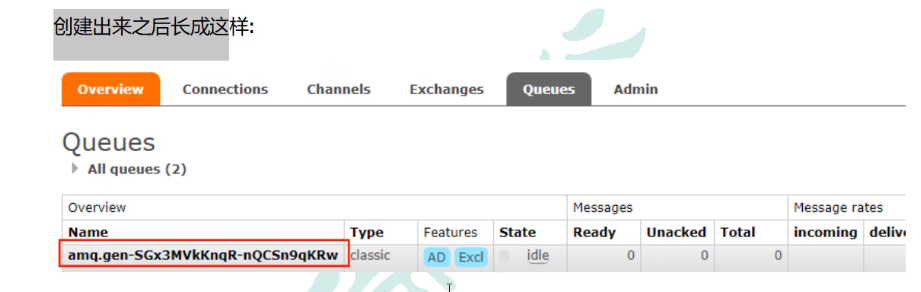 创建出来之后长成这样:
Overview Connections Channels Exchanges Queues Admin
Queues
All queues (2)
Overview Messages Message rates
Name Type Features State Ready Unacked Total incoming
amq.gen-SGx3MVkKnqR-nQCSn9qKRw classic AD Excl idle 0 0 0